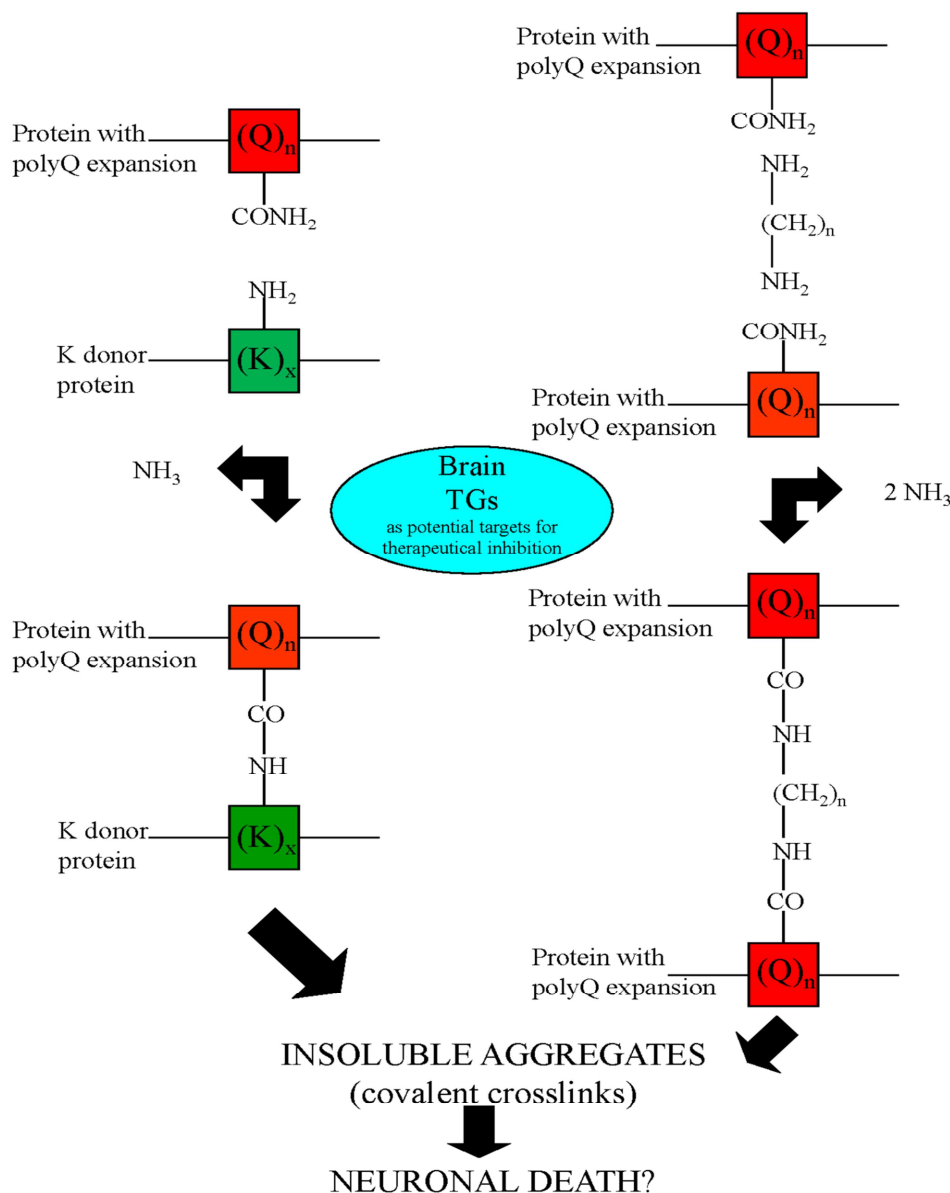 Protein with
polyQ expansion
(Q)n
CONH2
NH2
K donor
protein
(K)x
NH3
Protein with
polyQ expansion
(Q)n
CO
NH
K donor
protein
(K)x
Brain
TGs
as potential targets for
therapeutical inhibition
Protein with
polyQ expansion
(Q)n
CONH2
NH2
(CH2)n
NH2
CONH2
Protein with
polyQ expansion
(Q)n
2 NH3
Protein with
polyQ expansion
(Q)n
CO
NH
(CH2)n
NH
CO
Protein with
polyQ expansion
(Q)n
INSOLUBLE AGGREGATES
(covalent crosslinks)
NEURONAL DEATH?